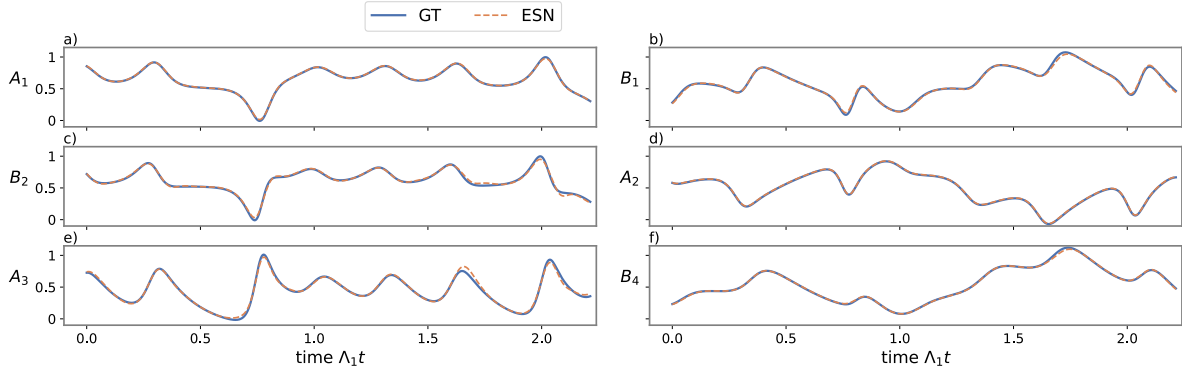 GT ESN
a) b)
A₁ 1 0.5 0 B₁
c) d)
B₂ 1 0.5 0 A₂
e) f)
A₃ 1 0.5 0 B₄
0.0 0.5 1.0 1.5 2.0 0.0 0.5 1.0 1.5 2.0
time Λ₁t time Λ₁t